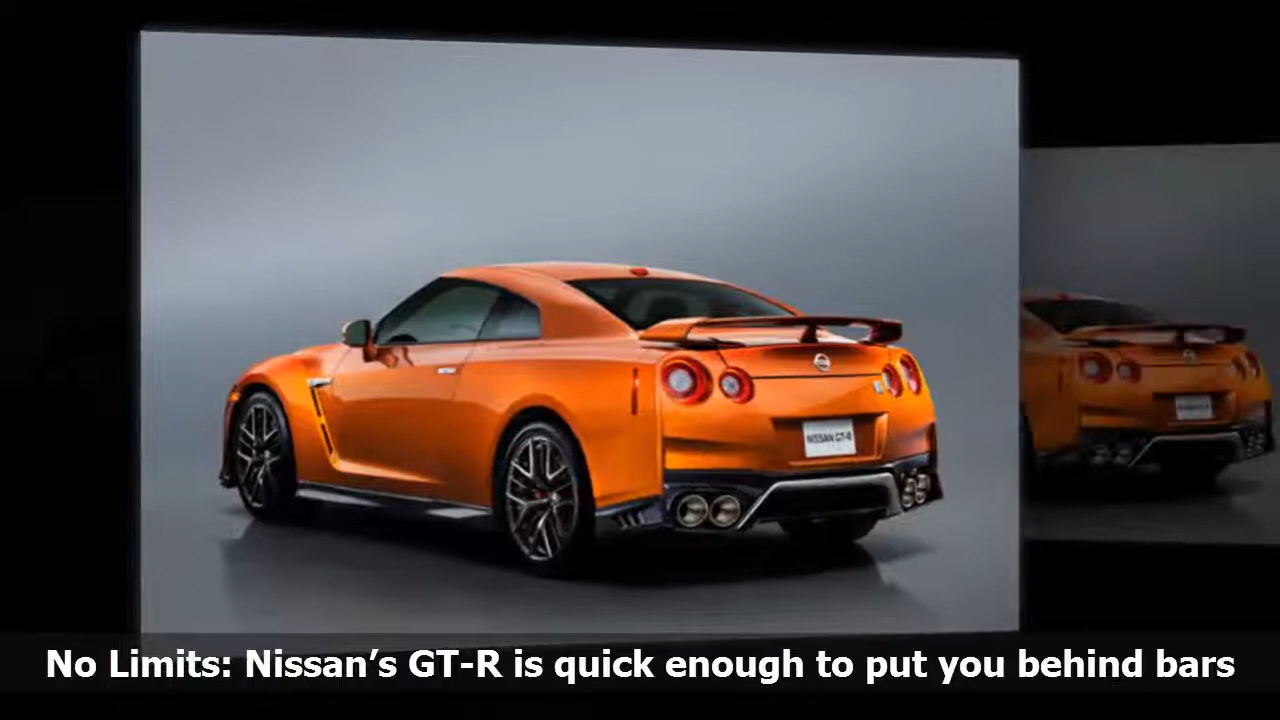 NISSAN GT-R
No Limits: Nissan’s GT-R is quick enough to put you behind bars